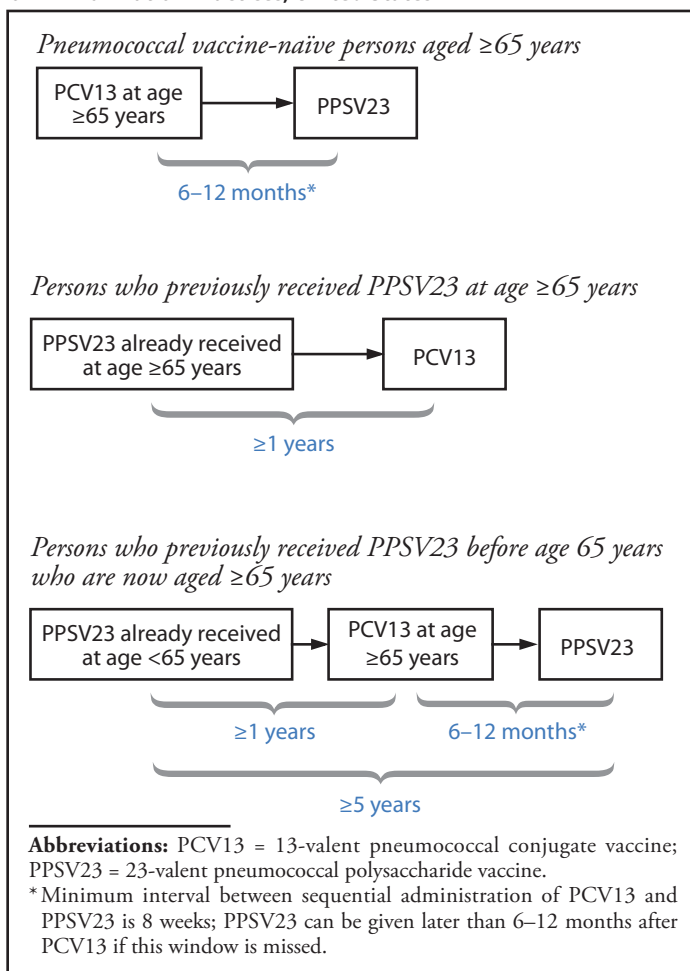 Pneumococcal vaccine-naïve persons aged ≥65 years
PCV13 at age
≥65 years
PPSV23
6–12 months*
Persons who previously received PPSV23 at age ≥65 years
PPSV23 already received
at age ≥65 years
PCV13
≥1 years
Persons who previously received PPSV23 before age 65 years
who are now aged ≥65 years
PPSV23 already received
at age <65 years
PCV13 at age
≥65 years
PPSV23
≥1 years
6–12 months*
≥5 years
Abbreviations: PCV13 = 13-valent pneumococcal conjugate vaccine;
PPSV23 = 23-valent pneumococcal polysaccharide vaccine.
* Minimum interval between sequential administration of PCV13 and
PPSV23 is 8 weeks; PPSV23 can be given later than 6–12 months after
PCV13 if this window is missed.